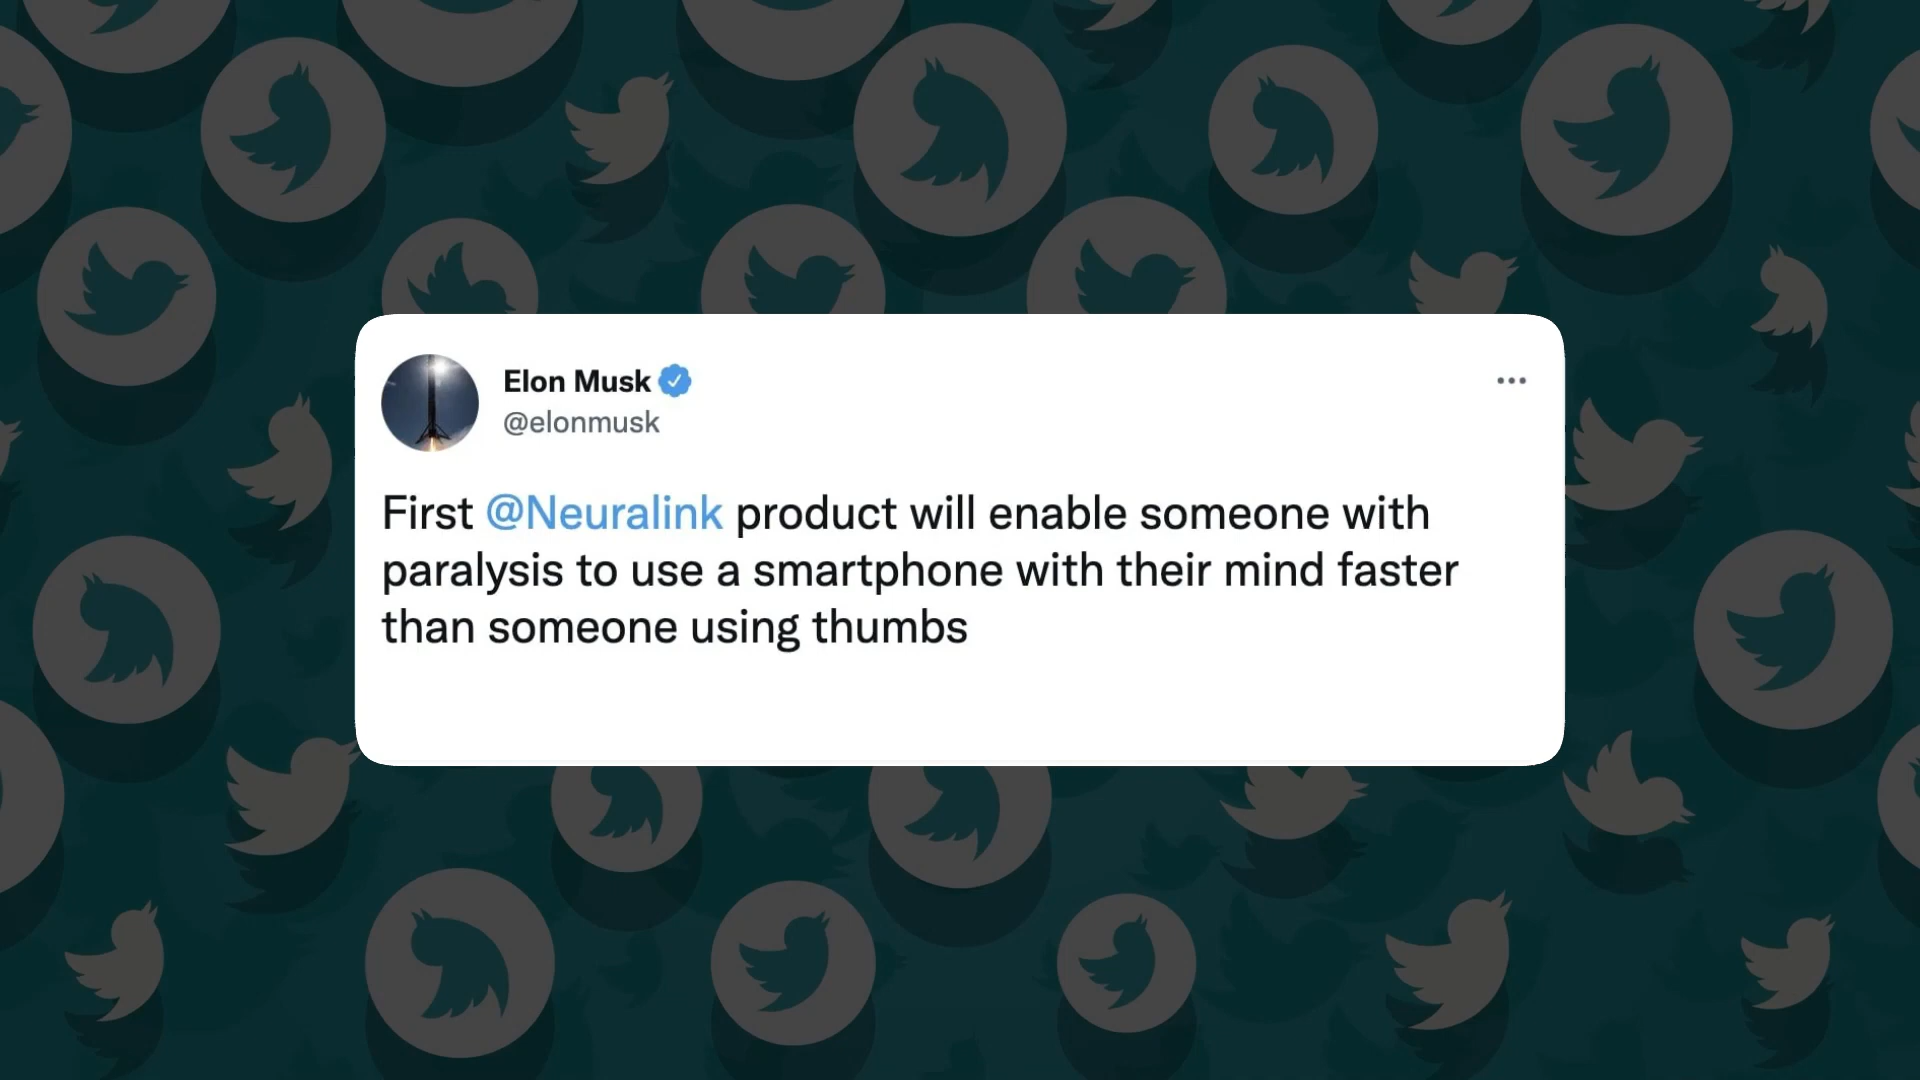 Elon Musk
@elonmusk
First @Neuralink product will enable someone with
paralysis to use a smartphone with their mind faster
than someone using thumbs